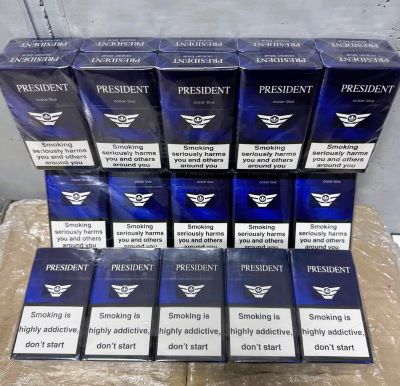 PRESIDENT PRESIDENT PRESIDENT PRESIDENT PRESIDENT
ocean blue ocean blue ocean blue ocean blue ocean blue
PRESIDENT PRESIDENT PRESIDENT PRESIDENT PRESIDENT
PRESIDENT PRESIDENT PRESIDENT PRESIDENT PRESIDENT
ocean blue ocean blue ocean blue ocean blue ocean blue
Smoking Smoking Smoking Smoking Smoking
seriously harms seriously harms seriously harms seriously harms seriously harms
you and others you and others you and others you and others you and others
around you around you around you around you around you
ocean blue ocean blue ocean blue ocean blue ocean blue
Smoking Smoking Smoking Smoking Smoking
seriously harms seriously harms seriously harms seriously harms seriously harms
you and others you and others you and others you and others you and others
around you around you around you around you around you
PRESIDENT PRESIDENT PRESIDENT PRESIDENT PRESIDENT
Smoking is Smoking is Smoking is Smoking is Smoking is
highly addictive, highly addictive, highly addictive, highly addictive, highly addictive,
don't start don't start don't start don't start don't start